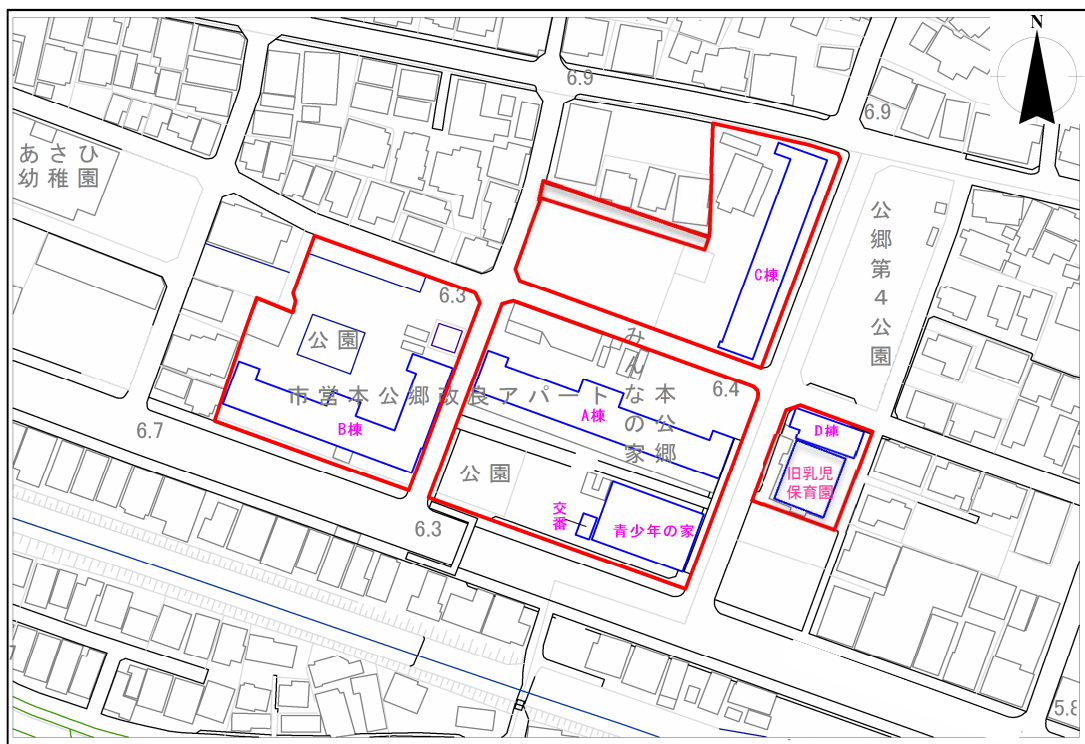 N
6.9
6.9
あさひ
幼稚園
公郷第4公園
C棟
6.3
公園
みんなの家
本公郷
6.4
市営本公郷改良アパート
A棟
B棟
D棟
6.7
公園
旧乳児
保育園
交番
青少年の家
6.3
5.8